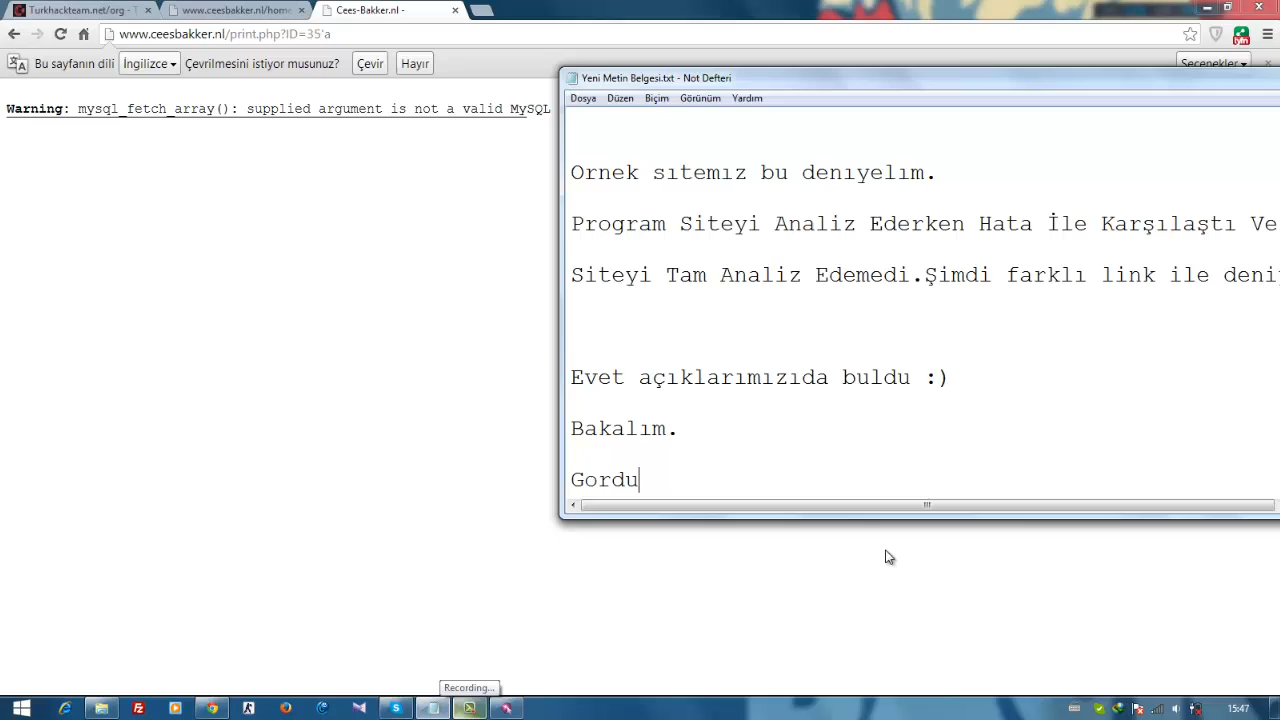 Turkhackteam.net/org - T
www.ceesbakker.nl/home
Cees-Bakker.nl -
www.ceesbakker.nl/print.php?ID=35'a
Bu sayfanın dili
İngilizce
Çevrilmesini istiyor musunuz?
Çevir
Hayır
Seçenekler
Warning: mysql_fetch_array(): supplied argument is not a valid MySQL
Yeni Metin Belgesi.txt - Not Defteri
Dosya
Düzen
Biçim
Görünüm
Yardım
Ornek sıtemız bu denıyelım.
Program Siteyi Analiz Ederken Hata İle Karşılaştı Ve
Siteyi Tam Analiz Edemedi.Şimdi farklı link ile deniy
Evet açıklarımızıda buldu :)
Bakalım.
Gordu
Recording...
15:47